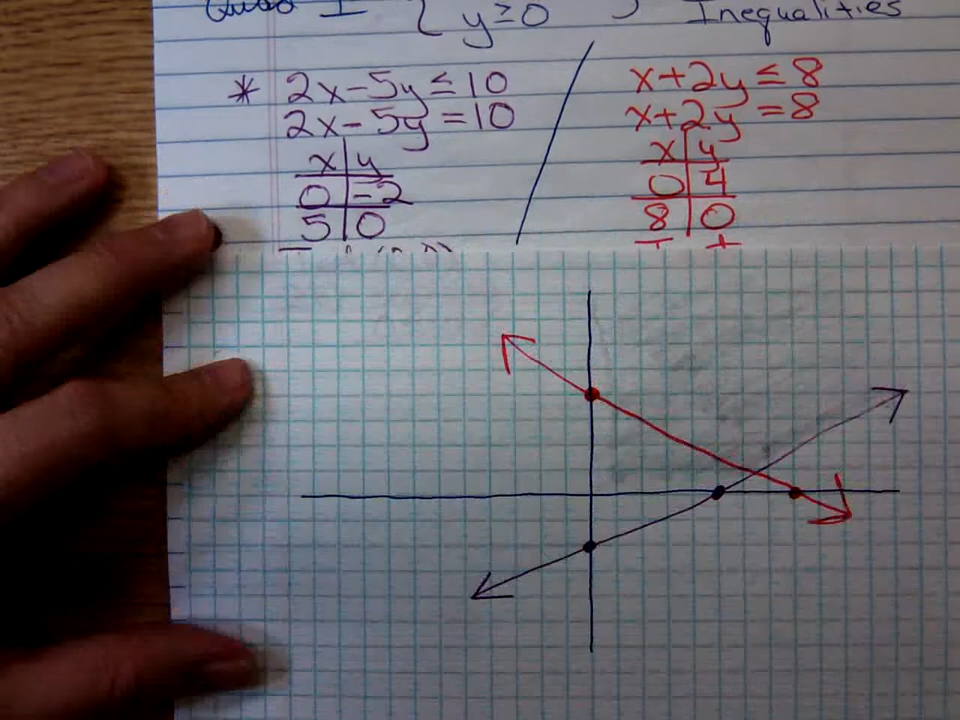 Quad I { y ≥ 0 } Inequalities
* 2x - 5y ≤ 10
2x - 5y = 10
x | y
0 | -2
5 | 0
x + 2y ≤ 8
x + 2y = 8
x | y
0 | 4
8 | 0